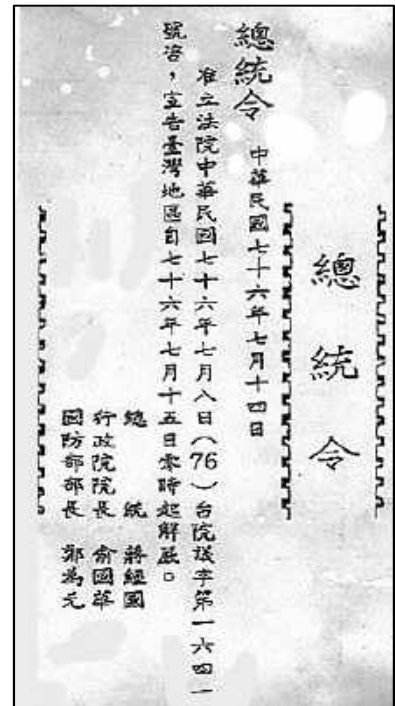 總統令
總統令 中華民國七十六年七月十四日
准立法院中華民國七十六年七月八日（76）台院議字第一六四一
號咨，宣告臺灣地區自七十六年七月十五日零時起解嚴。
總統 蔣經國
行政院院長 俞國華
國防部部長 鄭為元